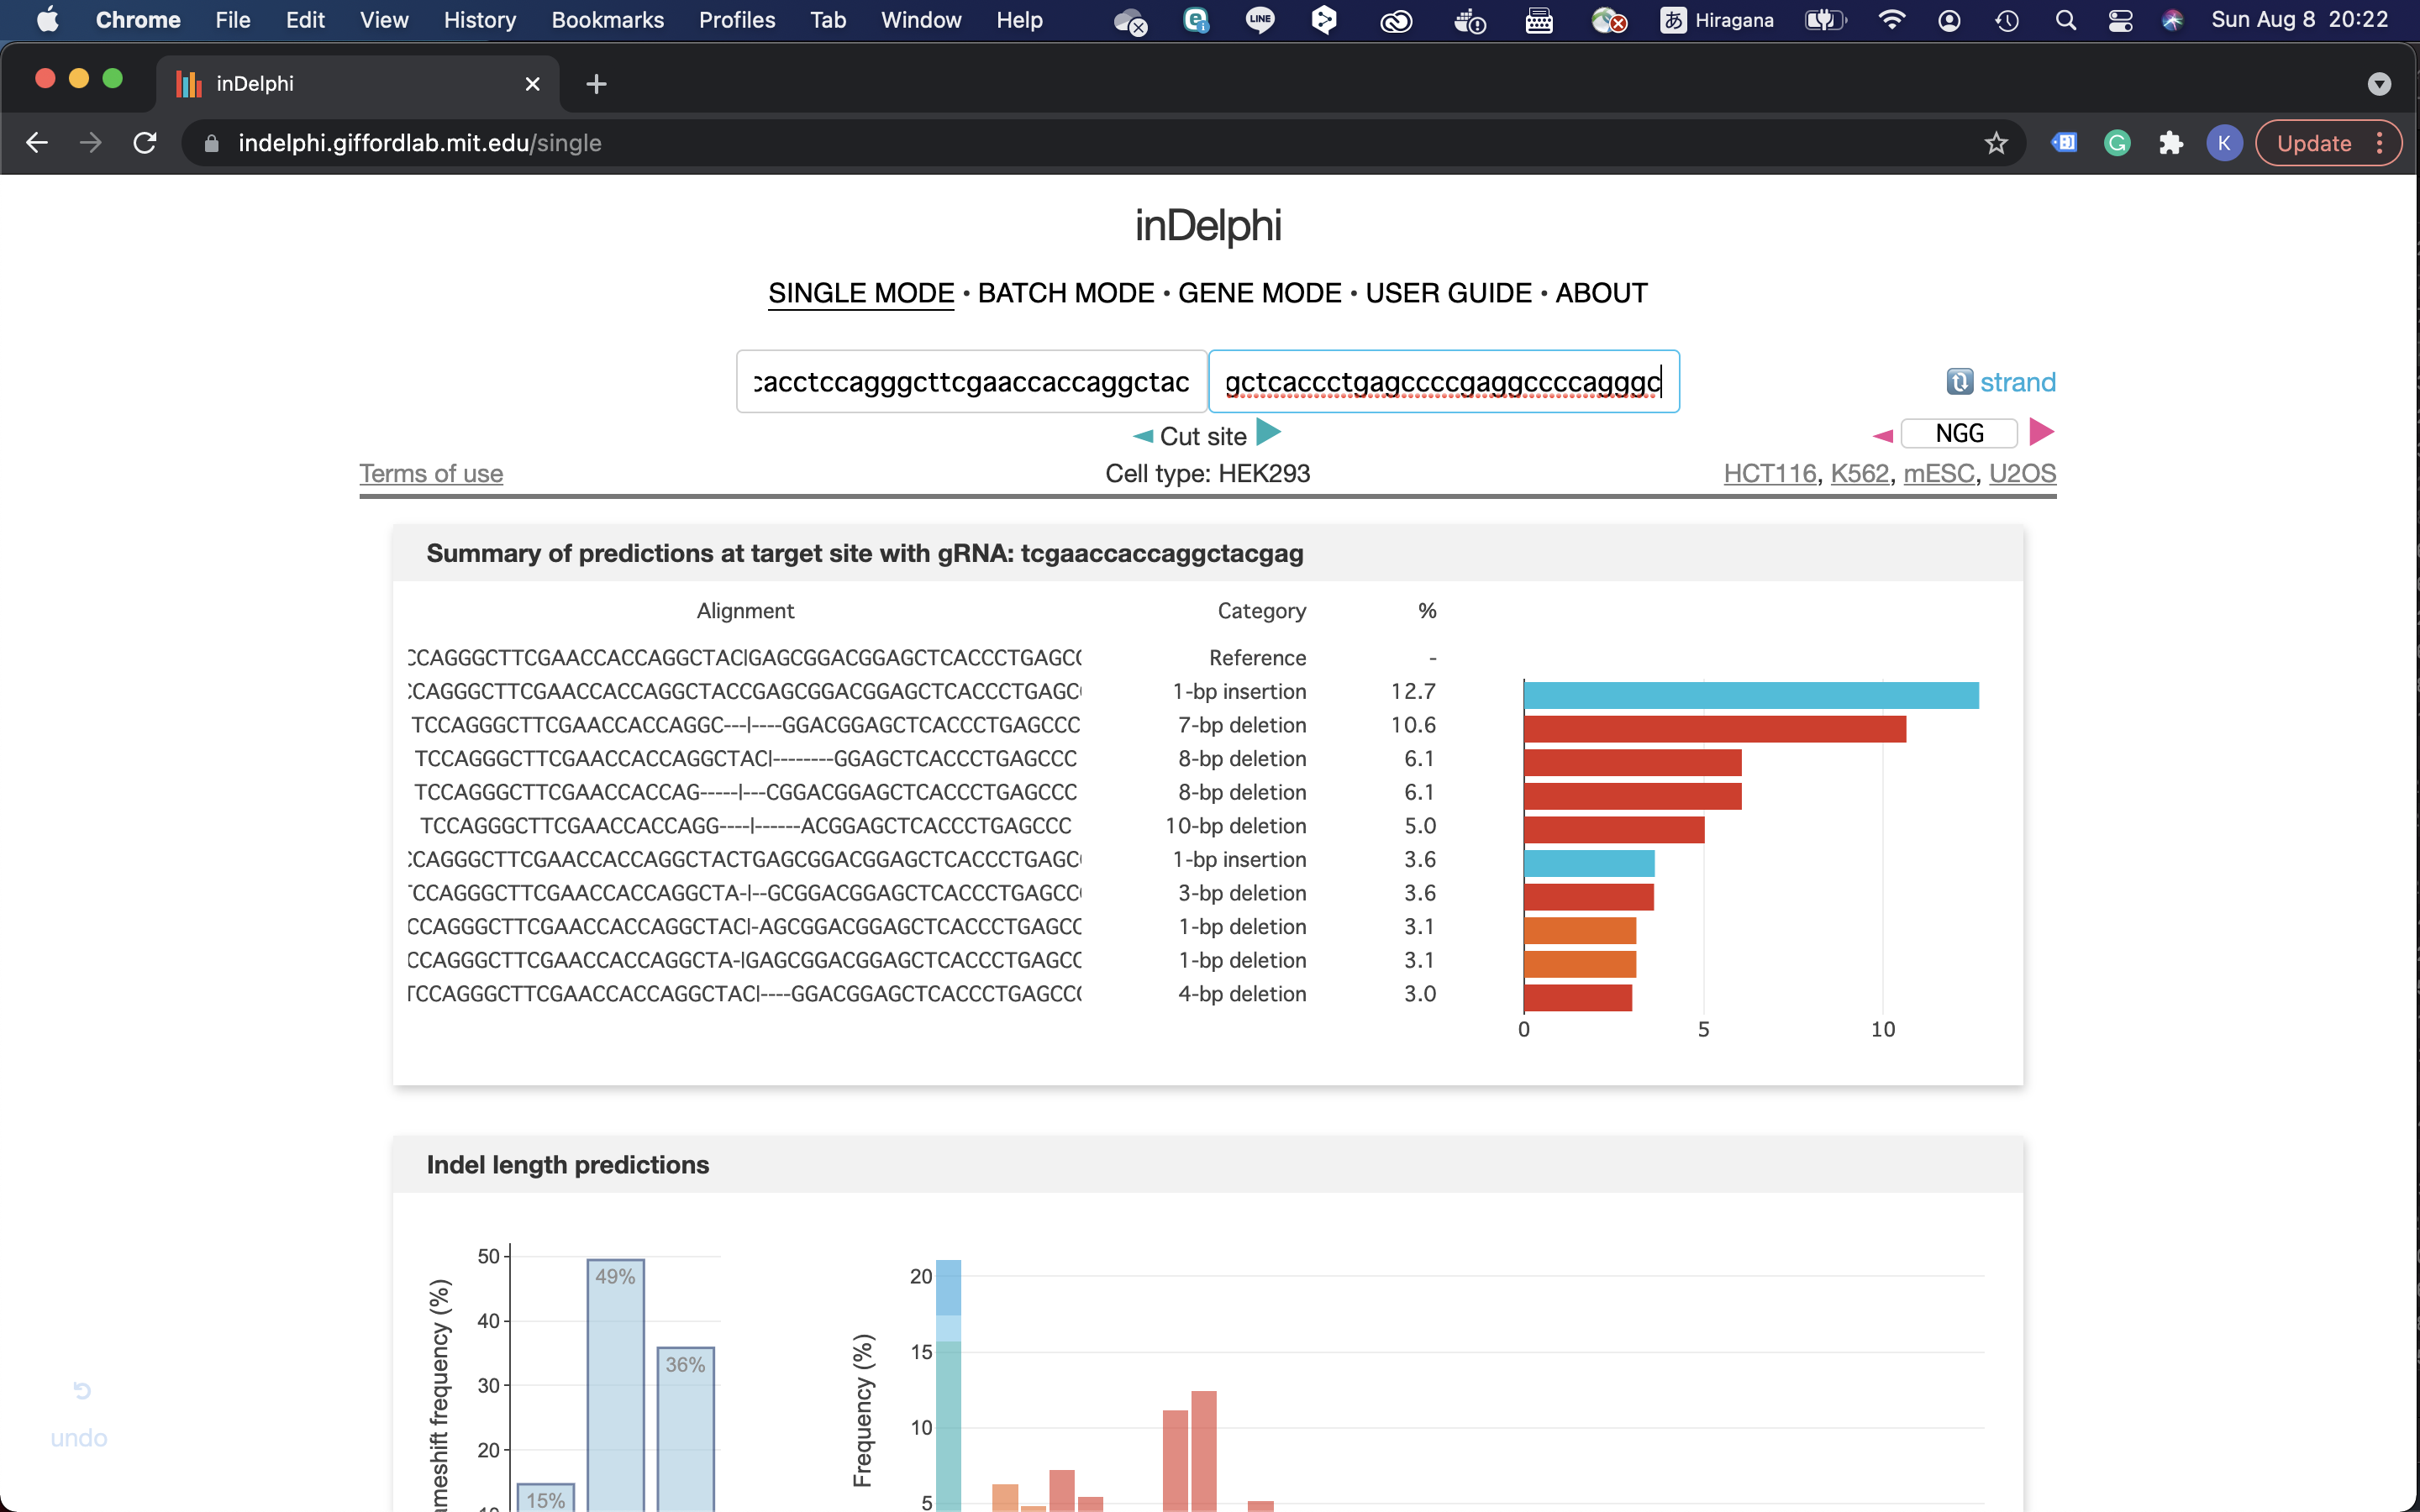 Chrome File Edit View History Bookmarks Profiles Tab Window Help LINE あ Hiragana Sun Aug 8 20:22
inDelphi
indelphi.giffordlab.mit.edu/single K Update
inDelphi
SINGLE MODE • BATCH MODE • GENE MODE • USER GUIDE • ABOUT
cacctccagggcttcgaaccaccaggctac gctcaccctgagccccgaggccccagggc strand
Cut site NGG
Terms of use Cell type: HEK293 HCT116, K562, mESC, U2OS
Summary of predictions at target site with gRNA: tcgaaccaccaggctacgag
Alignment Category %
CCAGGGCTTCGAACCACCAGGCTAC|GAGCGGACGGAGCTCACCCTGAGCC Reference -
CCAGGGCTTCGAACCACCAGGCTACCGAGCGGACGGAGCTCACCCTGAGC 1-bp insertion 12.7
TCCAGGGCTTCGAACCACCAGGC---|----GGACGGAGCTCACCCTGAGCCC 7-bp deletion 10.6
TCCAGGGCTTCGAACCACCAGGCTAC|--------GGAGCTCACCCTGAGCCC 8-bp deletion 6.1
TCCAGGGCTTCGAACCACCAG-----|---CGGACGGAGCTCACCCTGAGCCC 8-bp deletion 6.1
TCCAGGGCTTCGAACCACCAGG----|------ACGGAGCTCACCCTGAGCCC 10-bp deletion 5.0
CCAGGGCTTCGAACCACCAGGCTACTGAGCGGACGGAGCTCACCCTGAGC 1-bp insertion 3.6
TCCAGGGCTTCGAACCACCAGGCTA-|--GCGGACGGAGCTCACCCTGAGCC 3-bp deletion 3.6
CCAGGGCTTCGAACCACCAGGCTAC|-AGCGGACGGAGCTCACCCTGAGCC 1-bp deletion 3.1
CCAGGGCTTCGAACCACCAGGCTA-|GAGCGGACGGAGCTCACCCTGAGCC 1-bp deletion 3.1
TCCAGGGCTTCGAACCACCAGGCTAC|----GGACGGAGCTCACCCTGAGCC 4-bp deletion 3.0
0 5 10
Indel length predictions
ameshift frequency (%)
50
40
30
20
10
49%
36%
15%
Frequency (%)
20
15
10
5
undo